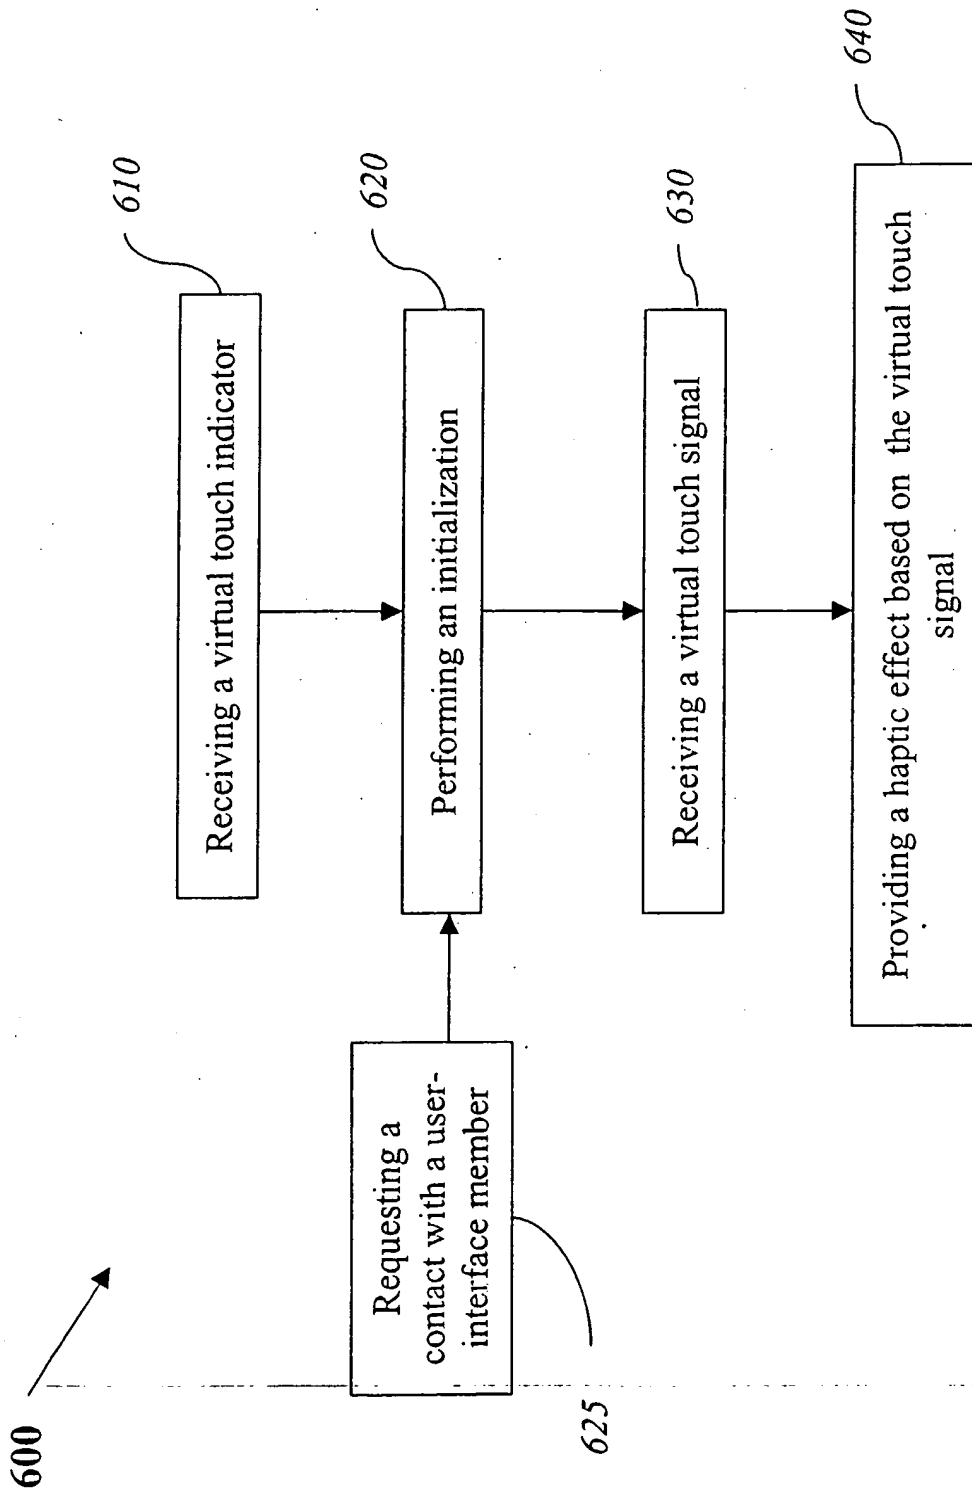 600
610
Receiving a virtual touch indicator
620
Performing an initialization
Requesting a
contact with a user-
interface member
625
630
Receiving a virtual touch signal
640
Providing a haptic effect based on the virtual touch
signal